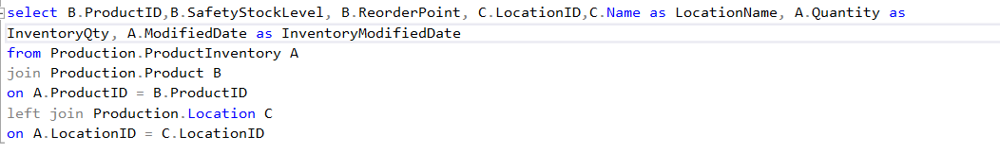 select B.ProductID,B.SafetyStockLevel, B.ReorderPoint, C.LocationID,C.Name as LocationName, A.Quantity as
InventoryQty, A.ModifiedDate as InventoryModifiedDate
from Production.ProductInventory A
join Production.Product B
on A.ProductID = B.ProductID
left join Production.Location C
on A.LocationID = C.LocationID